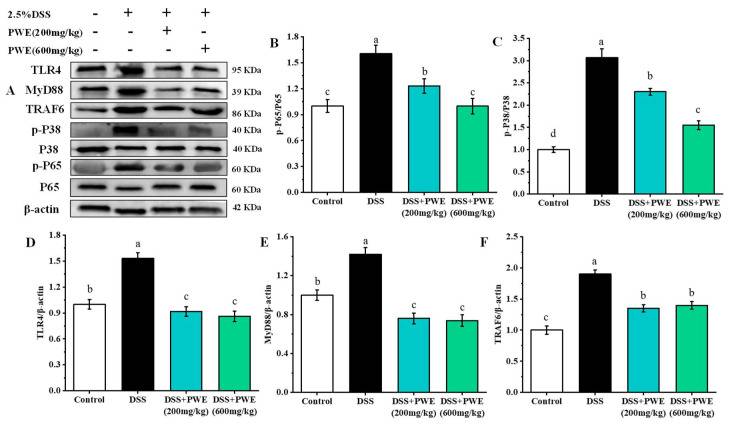 2.5%DSS - + + +
PWE(200mg/kg) - - + -
PWE(600mg/kg) - - - +
A
TLR4 95 KDa
MyD88 39 KDa
TRAF6 86 KDa
p-P38 40 KDa
P38 40 KDa
p-P65 60 KDa
P65 60 KDa
β-actin 42 KDa
B
p-P65/P65
1.8
1.5
1.2
0.9
0.6
0.3
0.0
c
a
b
c
Control DSS DSS+PWE DSS+PWE
(200mg/kg) (600mg/kg)
C
p-P38/P38
3.5
3.0
2.5
2.0
1.5
1.0
0.5
0.0
d
a
b
c
Control DSS DSS+PWE DSS+PWE
(200mg/kg) (600mg/kg)
D
TLR4/β-actin
1.8
1.5
1.2
0.9
0.6
0.3
0.0
b
a
c
c
Control DSS DSS+PWE DSS+PWE
(200mg/kg) (600mg/kg)
E
MyD88/β-actin
1.6
1.2
0.8
0.4
0.0
b
a
c
c
Control DSS DSS+PWE DSS+PWE
(200mg/kg) (600mg/kg)
F
TRAF6/β-actin
2.0
1.5
1.0
0.5
0.0
c
a
b
b
Control DSS DSS+PWE DSS+PWE
(200mg/kg) (600mg/kg)